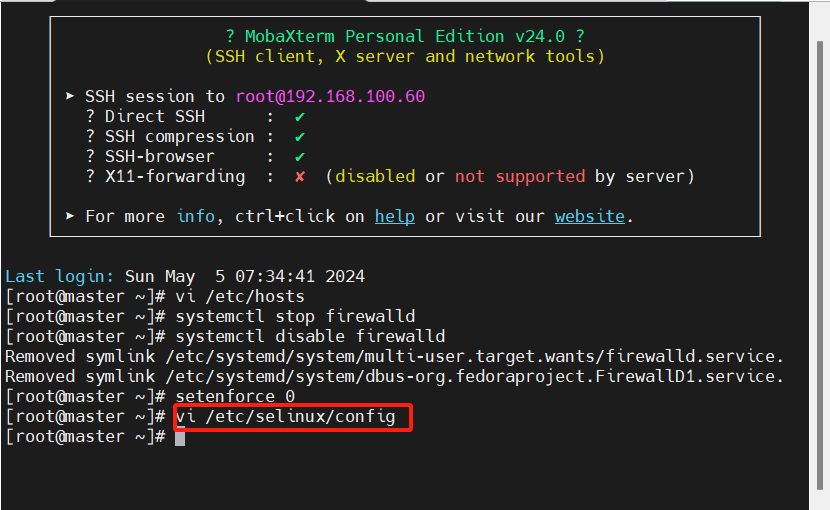 ? MobaXterm Personal Edition v24.0 ?
(SSH client, X server and network tools)
➤ SSH session to root@192.168.100.60
? Direct SSH : ✔
? SSH compression : ✔
? SSH-browser : ✔
? X11-forwarding : ✘ (disabled or not supported by server)
➤ For more info, ctrl+click on help or visit our website.
Last login: Sun May 5 07:34:41 2024
[root@master ~]# vi /etc/hosts
[root@master ~]# systemctl stop firewalld
[root@master ~]# systemctl disable firewalld
Removed symlink /etc/systemd/system/multi-user.target.wants/firewalld.service.
Removed symlink /etc/systemd/system/dbus-org.fedoraproject.FirewallD1.service.
[root@master ~]# setenforce 0
[root@master ~]# vi /etc/selinux/config
[root@master ~]#